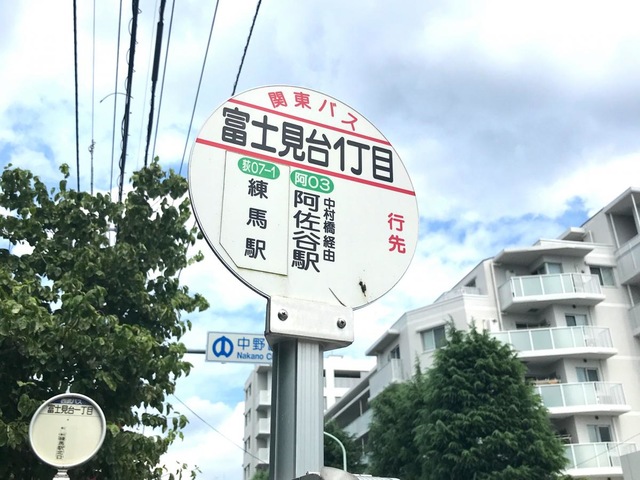 関東バス
富士見台1丁目
荻07-1
練馬駅
阿03
中村橋経由
阿佐谷駅
行先
中野
Nakano C
富士見台一丁目